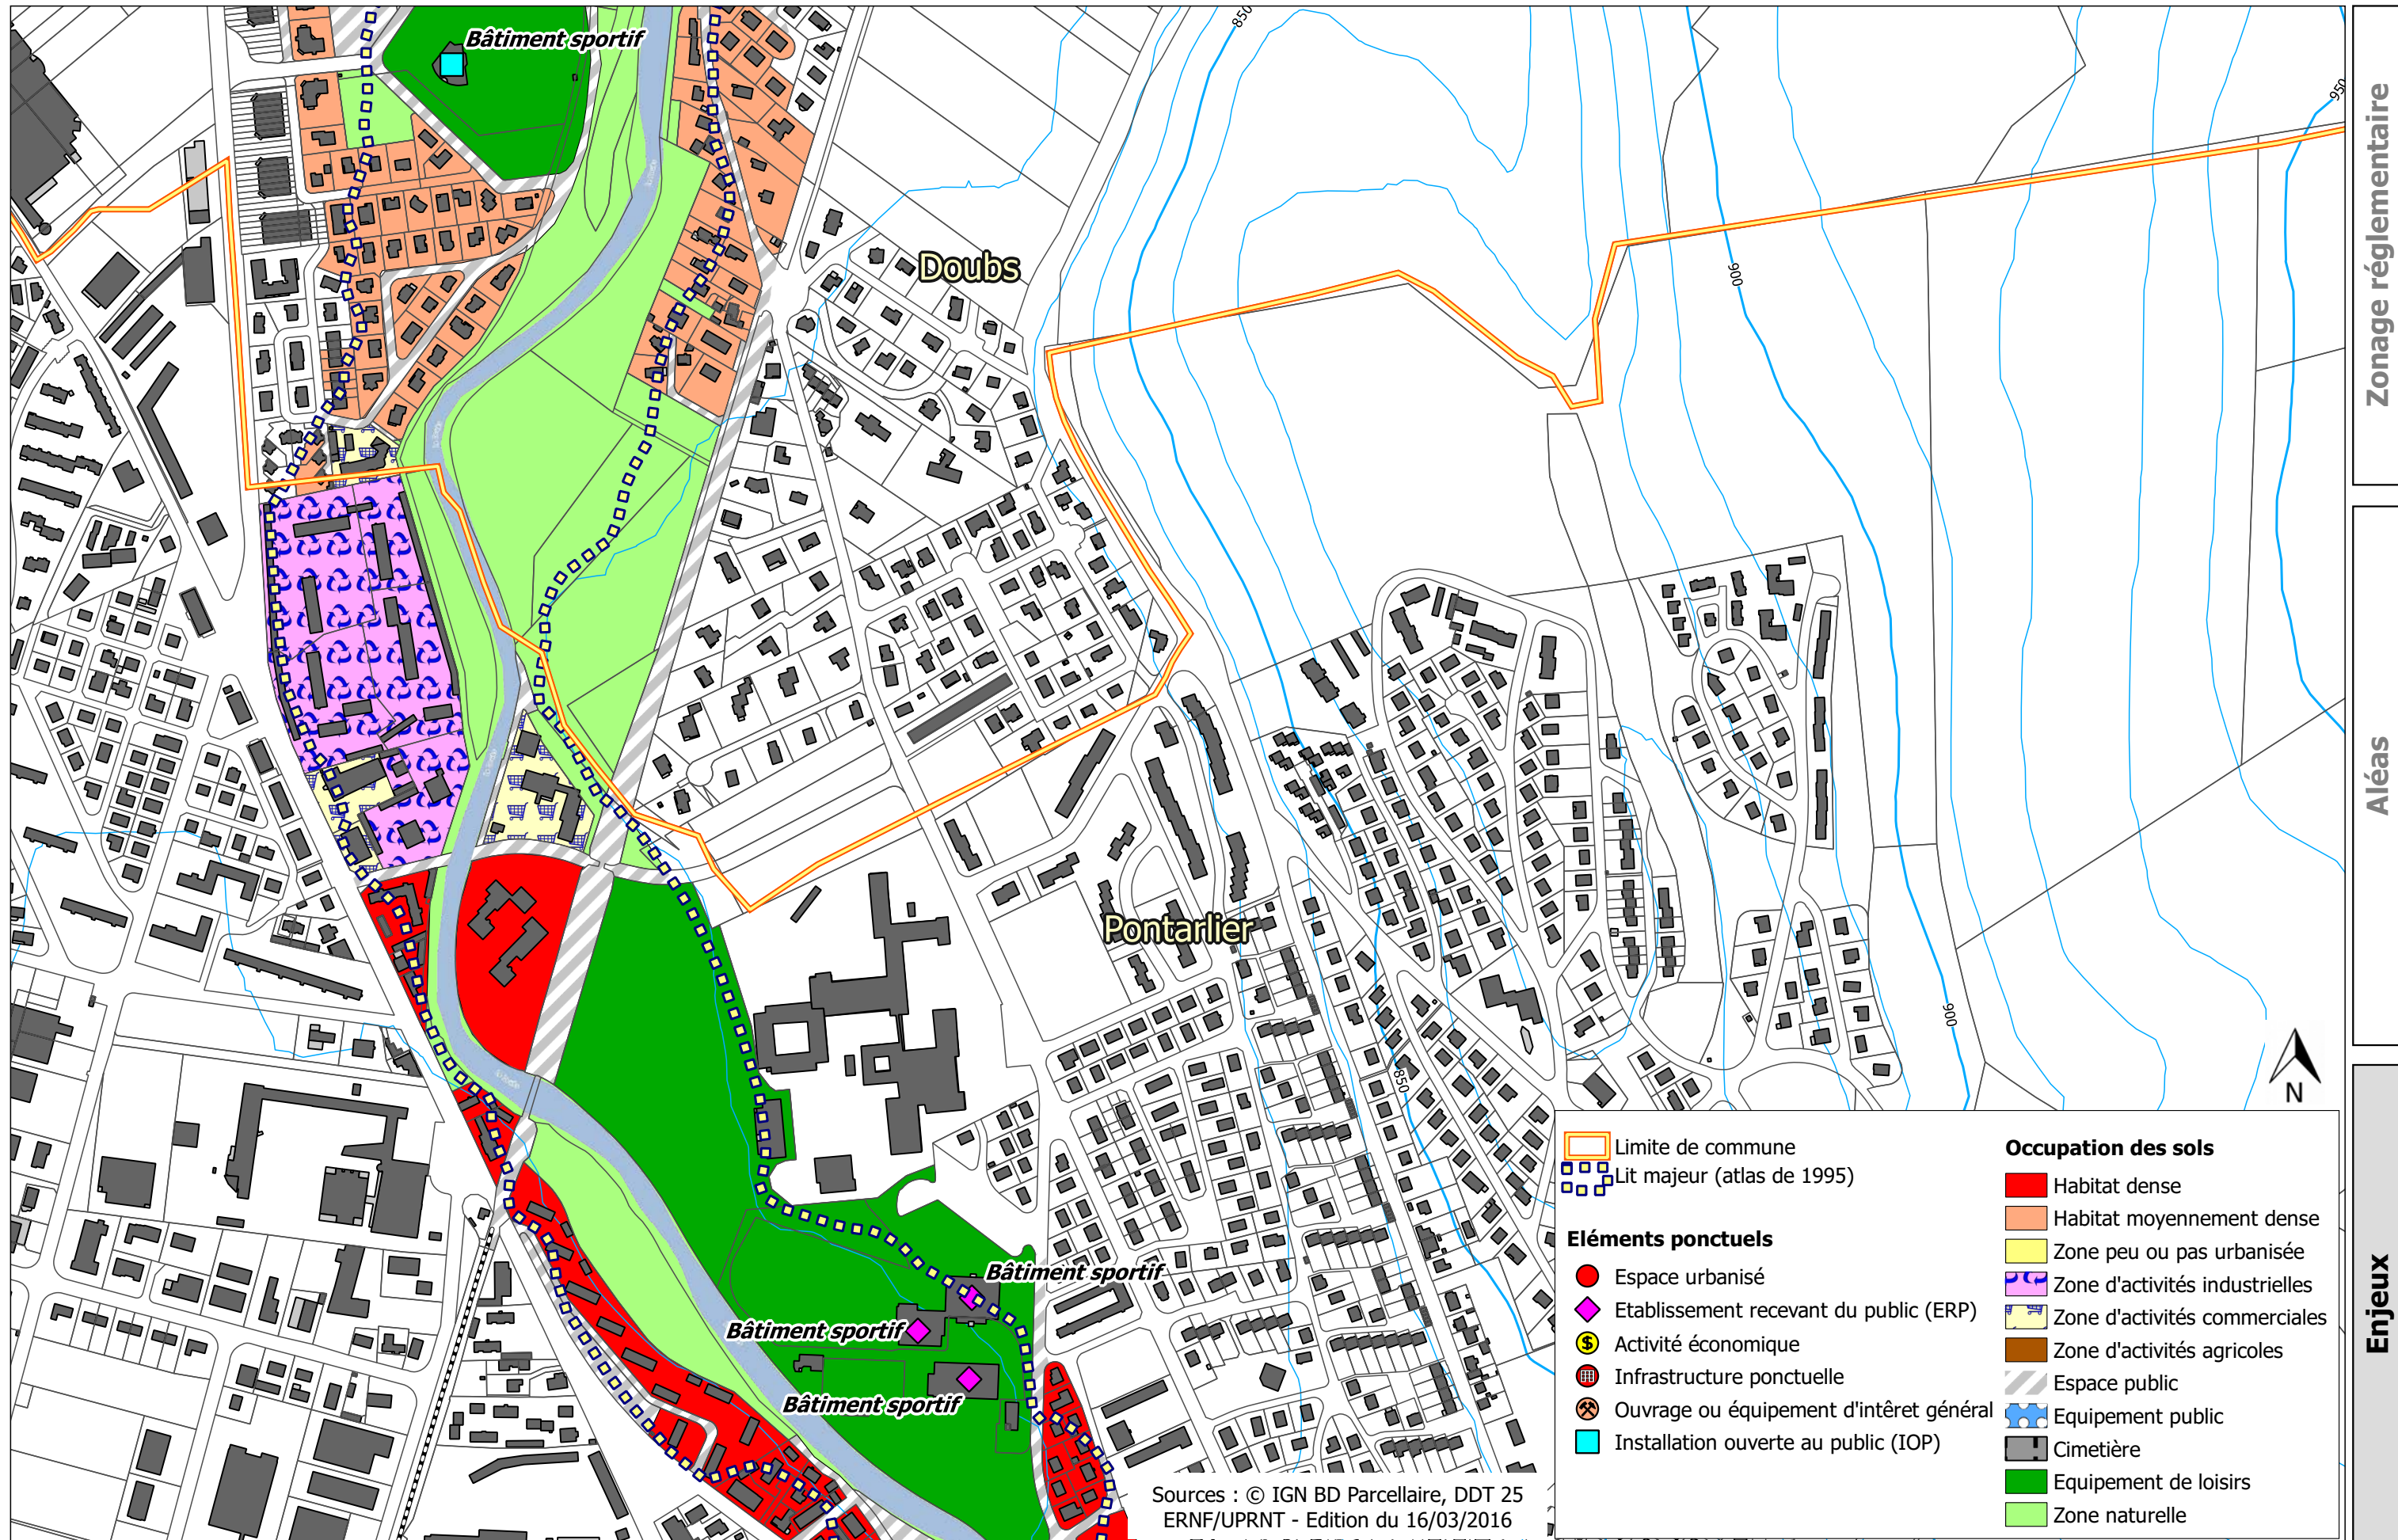 Bâtiment sportif
850
950
Doubs
900
Zonage réglementaire
Aléas
Pontarlier
900
850
N
Bâtiment sportif
Bâtiment sportif
Bâtiment sportif
Limite de commune
Lit majeur (atlas de 1995)
Eléments ponctuels
Espace urbanisé
Etablissement recevant du public (ERP)
Activité économique
Infrastructure ponctuelle
Ouvrage ou équipement d'intêret général
Installation ouverte au public (IOP)
Occupation des sols
Habitat dense
Habitat moyennement dense
Zone peu ou pas urbanisée
Zone d'activités industrielles
Zone d'activités commerciales
Zone d'activités agricoles
Espace public
Equipement public
Cimetière
Equipement de loisirs
Zone naturelle
Enjeux
Sources : © IGN BD Parcellaire, DDT 25
ERNF/UPRNT - Edition du 16/03/2016